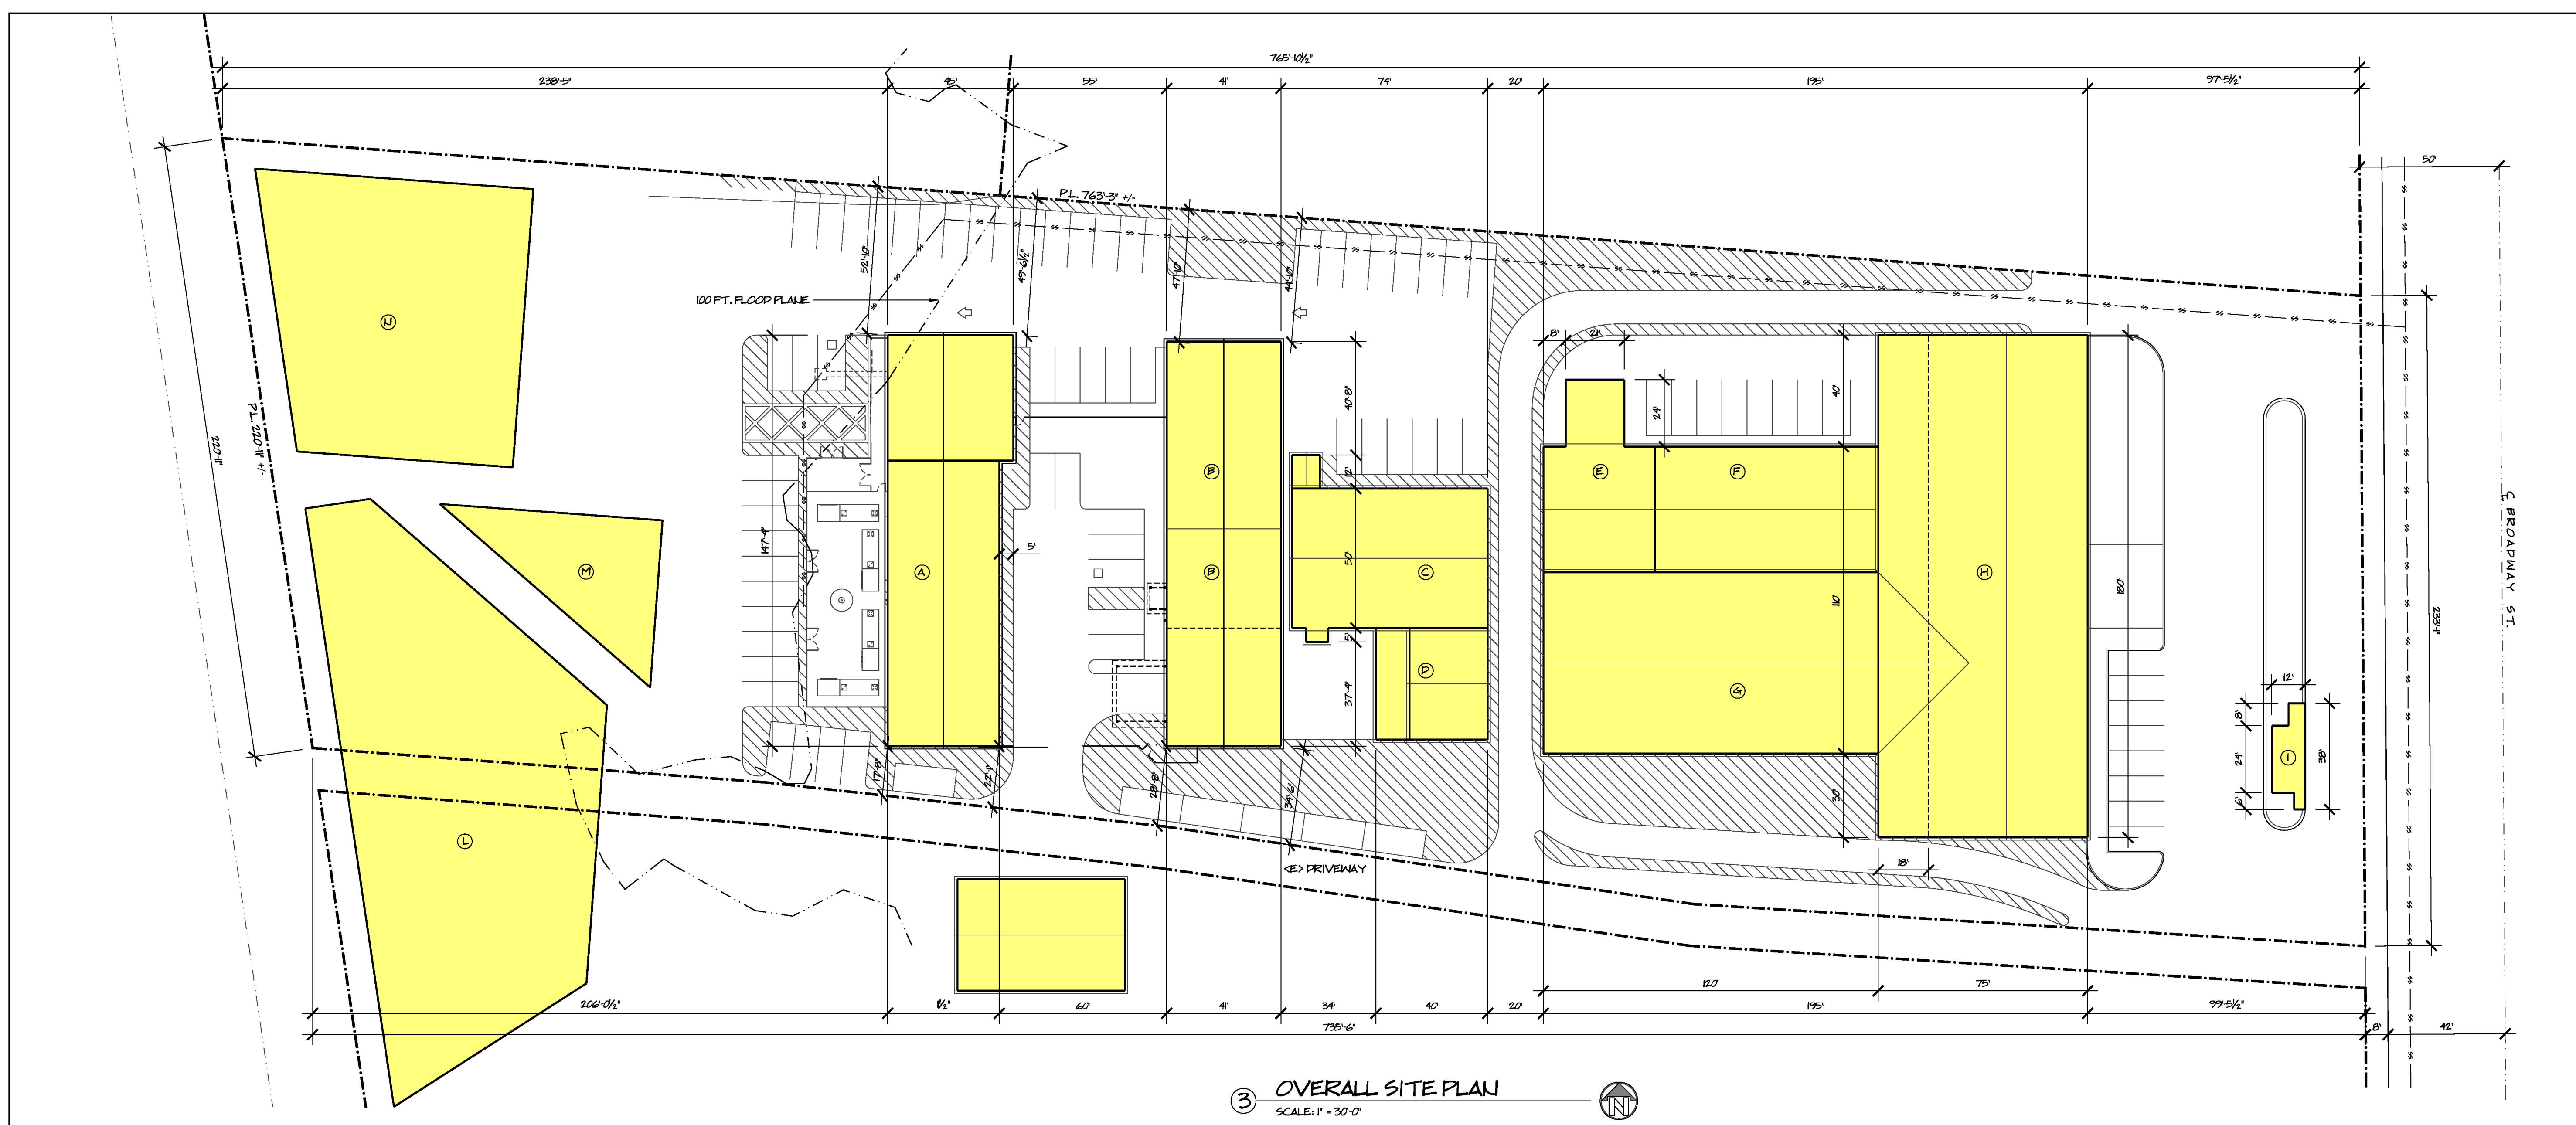 765'-10½"
238'-5"
45'
55'
41'
74'
20'
195'
97'-5½"
50'
P.L. 763'-3" +/-
52'-10"
49'-6½"
47'-10"
44'-10"
100 FT. FLOOD PLANE
N
220'-11"
P.L. 220'-11" +/-
M
L
147'-4"
A
5'
B
B
40'-8"
12'
50'
5'
37'-4"
C
D
8'
21'
24'
40'
E
F
110'
G
H
30'
18'
180'
12'
8'
24'
6'
38'
I
233'-1"
℄ BROADWAY ST.
17'-8"
22'-1"
28'-8"
34'-6"
<E> DRIVEWAY
120'
75'
206'-0½"
1½"
60'
41'
34'
40'
20'
195'
99'-5½"
735'-6"
8'
42'
3 OVERALL SITE PLAN N
SCALE: 1" = 30'-0"